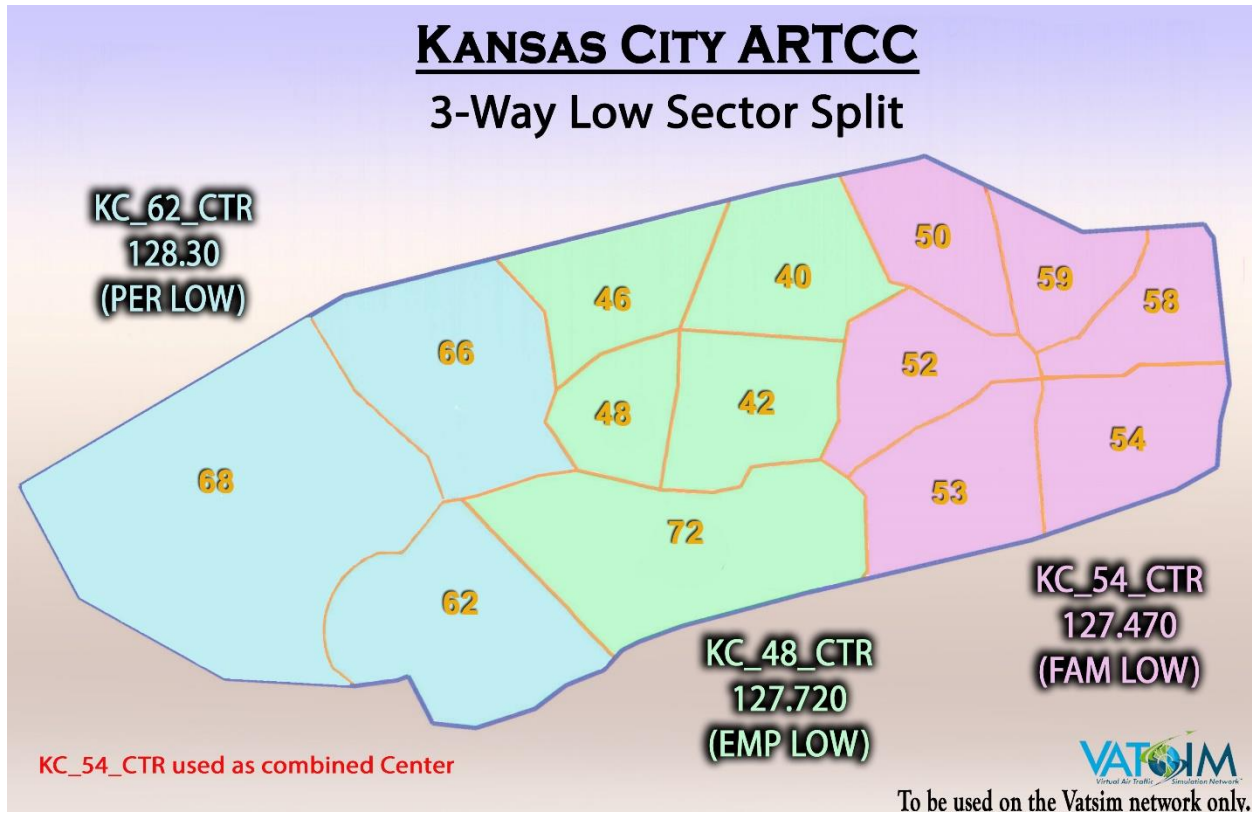 KANSAS CITY ARTCC
3-Way Low Sector Split
KC_62_CTR
128.30
(PER LOW)
50
59
58
40
46
66
52
48
42
54
68
53
72
62
KC_54_CTR
127.470
(FAM LOW)
KC_48_CTR
127.720
(EMP LOW)
KC_54_CTR used as combined Center
VATSIM
Virtual Air Traffic Simulation Network
To be used on the Vatsim network only.